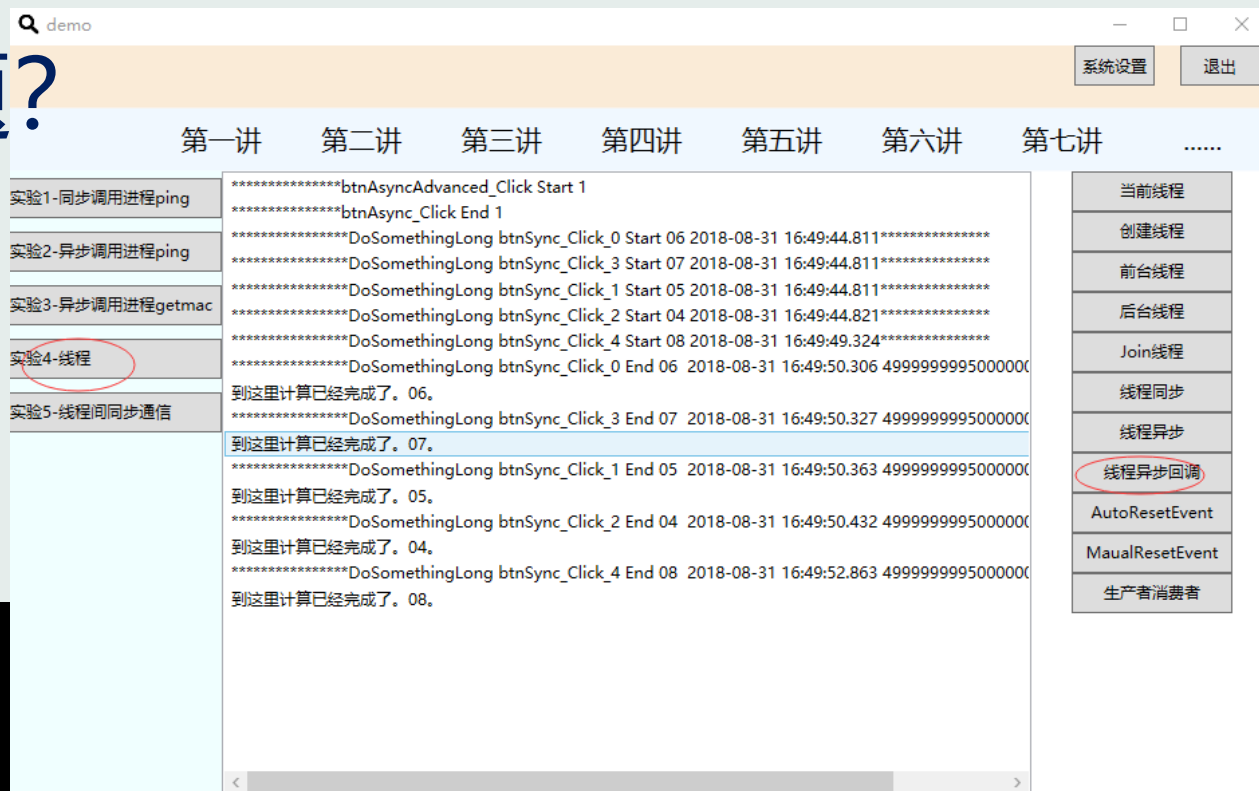 demo
?
系统设置 退出
第一讲 第二讲 第三讲 第四讲 第五讲 第六讲 第七讲 ......
实验1-同步调用进程ping
实验2-异步调用进程ping
实验3-异步调用进程getmac
实验4-线程
实验5-线程间同步通信
***************btnAsyncAdvanced_Click Start 1
***************btnAsync_Click End 1
****************DoSomethingLong btnSync_Click_0 Start 06 2018-08-31 16:49:44.811***************
****************DoSomethingLong btnSync_Click_3 Start 07 2018-08-31 16:49:44.811***************
****************DoSomethingLong btnSync_Click_1 Start 05 2018-08-31 16:49:44.811***************
****************DoSomethingLong btnSync_Click_2 Start 04 2018-08-31 16:49:44.821***************
****************DoSomethingLong btnSync_Click_4 Start 08 2018-08-31 16:49:49.324***************
****************DoSomethingLong btnSync_Click_0 End 06 2018-08-31 16:49:50.306 4999999995000000
到这里计算已经完成了。06。
****************DoSomethingLong btnSync_Click_3 End 07 2018-08-31 16:49:50.327 4999999995000000
到这里计算已经完成了。07。
****************DoSomethingLong btnSync_Click_1 End 05 2018-08-31 16:49:50.363 4999999995000000
到这里计算已经完成了。05。
****************DoSomethingLong btnSync_Click_2 End 04 2018-08-31 16:49:50.432 4999999995000000
到这里计算已经完成了。04。
****************DoSomethingLong btnSync_Click_4 End 08 2018-08-31 16:49:52.863 4999999995000000
到这里计算已经完成了。08。
当前线程
创建线程
前台线程
后台线程
Join线程
线程同步
线程异步
线程异步回调
AutoResetEvent
MaualResetEvent
生产者消费者